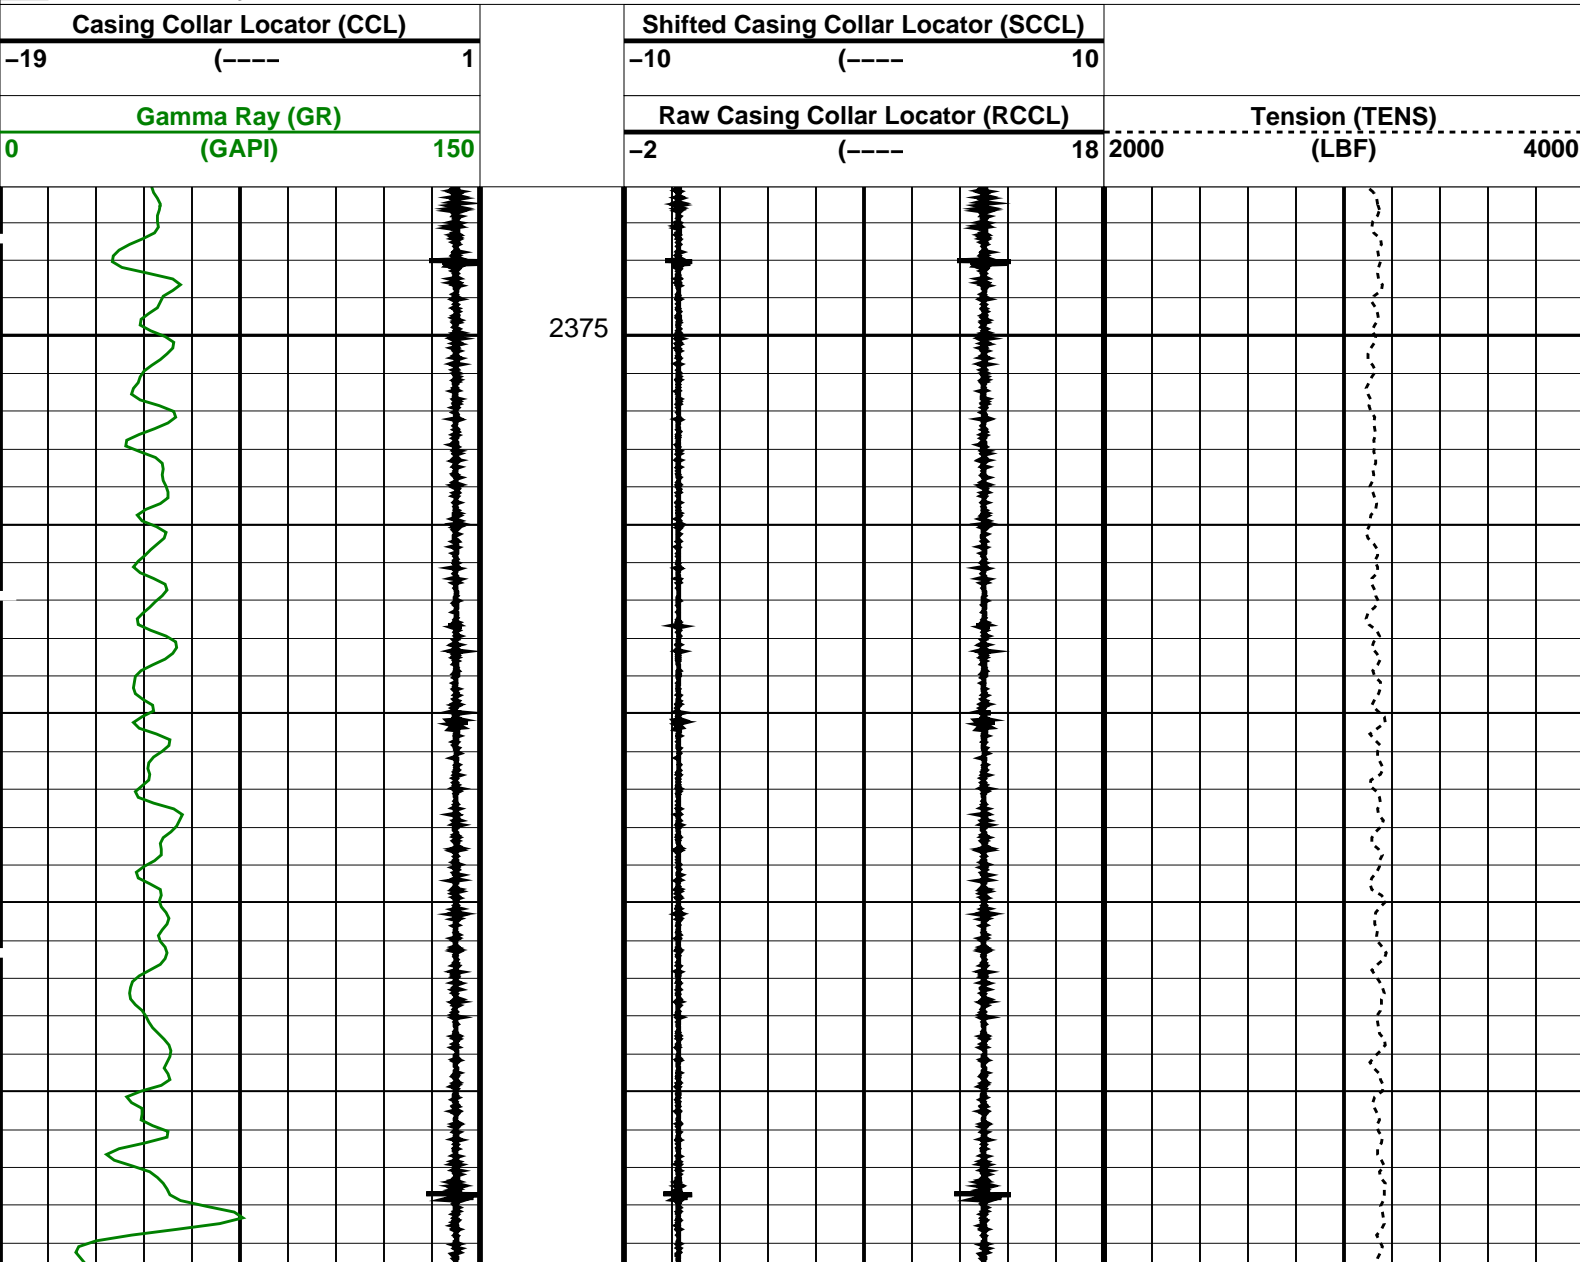 Casing Collar Locator (CCL)
−19 (−−−− 1
Gamma Ray (GR)
0 (GAPI) 150
Shifted Casing Collar Locator (SCCL)
−10 (−−−− 10
Raw Casing Collar Locator (RCCL)
−2 (−−−− 18
Tension (TENS)
2000 (LBF) 4000
2375